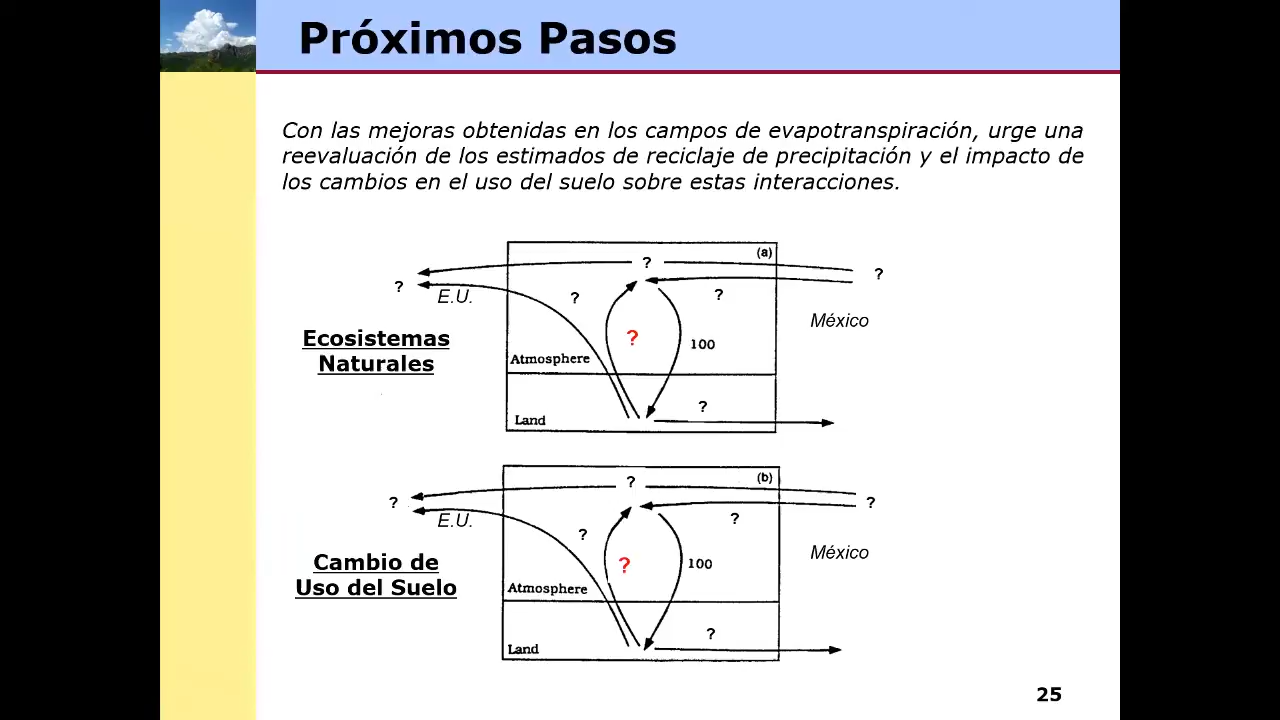 Próximos Pasos
Con las mejoras obtenidas en los campos de evapotranspiración, urge una
reevaluación de los estimados de reciclaje de precipitación y el impacto de
los cambios en el uso del suelo sobre estas interacciones.
(a)
?
?
?
E.U.
?
?
México
Ecosistemas
Naturales
?
100
Atmosphere
?
Land
(b)
?
?
?
E.U.
?
?
México
Cambio de
Uso del Suelo
?
100
Atmosphere
?
Land
25